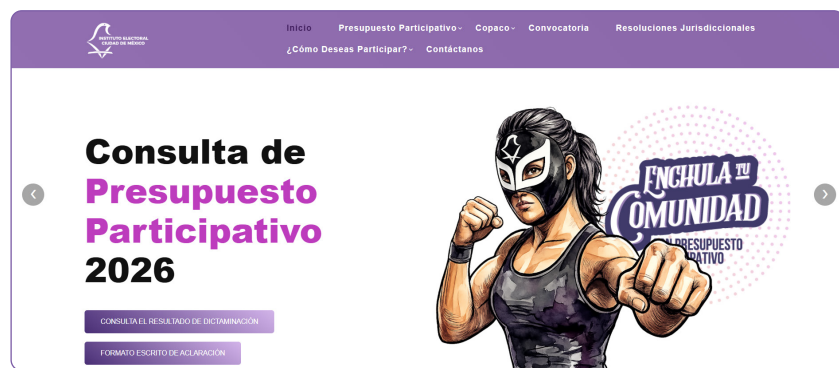 INSTITUTO ELECTORAL
CIUDAD DE MÉXICO
Inicio Presupuesto Participativo Copaco Convocatoria Resoluciones Jurisdiccionales
¿Cómo Deseas Participar? Contáctanos
Consulta de
Presupuesto
Participativo
2026
CONSULTA EL RESULTADO DE DICTAMINACIÓN
FORMATO ESCRITO DE ACLARACIÓN
ENCHULA TU
COMUNIDAD
PRESUPUESTO